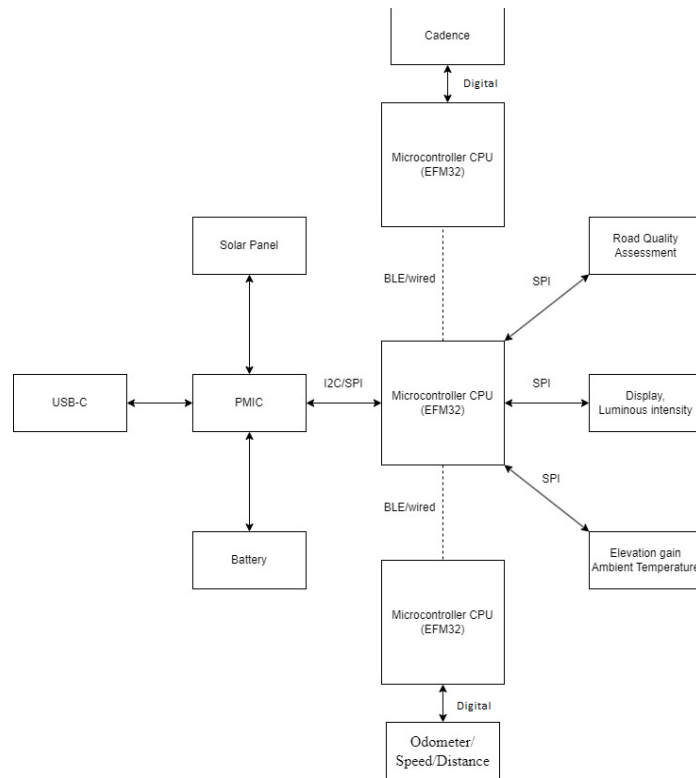 Cadence
Digital
Microcontroller CPU
(EFM32)
Solar Panel
Road Quality
Assessment
BLE/wired
SPI
USB-C
PMIC
I2C/SPI
Microcontroller CPU
(EFM32)
SPI
Display,
Luminous intensity
SPI
BLE/wired
Battery
Elevation gain
Ambient Temperature
Microcontroller CPU
(EFM32)
Digital
Odometer/
Speed/Distance